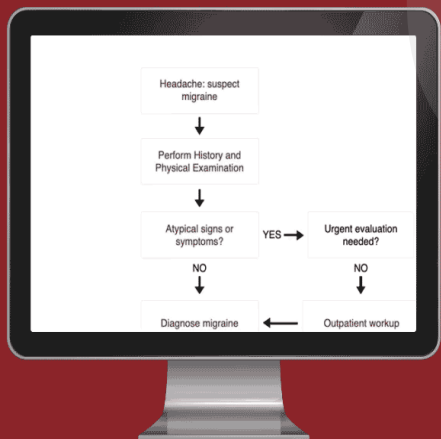 Headache: suspect
migraine
Perform History and
Physical Examination
Atypical signs or
symptoms?
YES
Urgent evaluation
needed?
NO
NO
Diagnose migraine
Outpatient workup